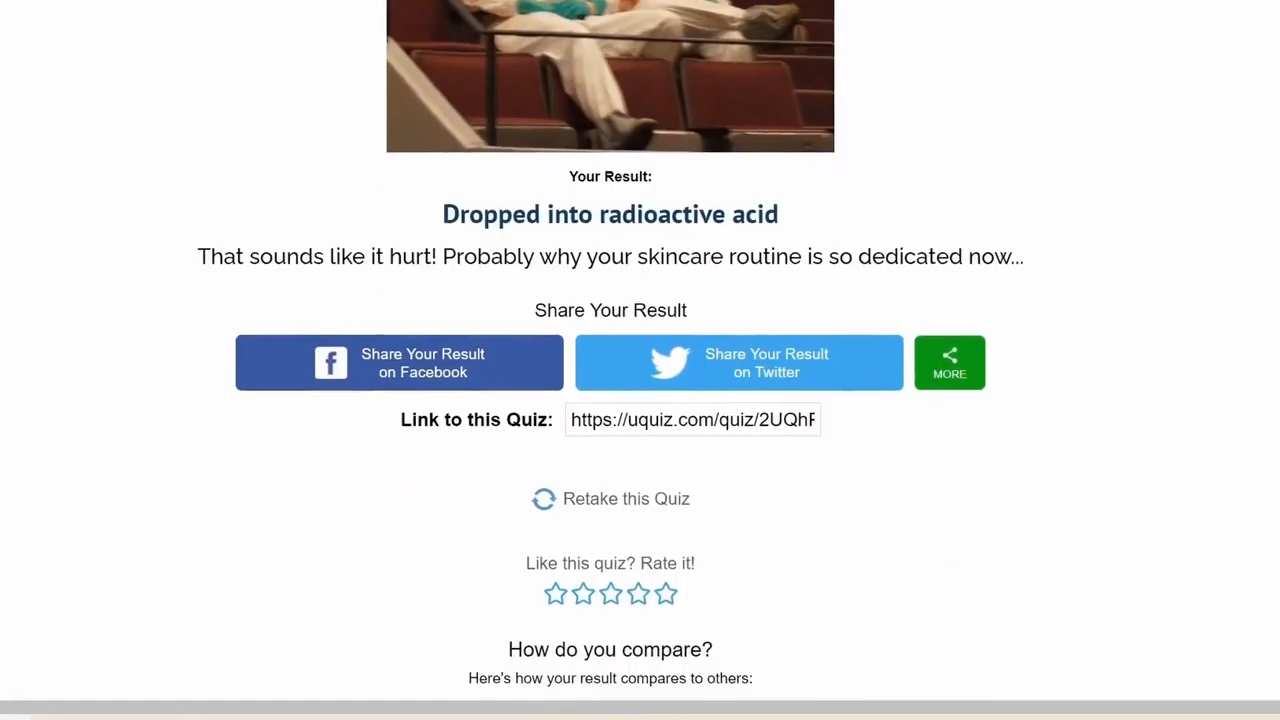 Your Result:
Dropped into radioactive acid
That sounds like it hurt! Probably why your skincare routine is so dedicated now...
Share Your Result
Share Your Result
on Facebook
Share Your Result
on Twitter
MORE
Link to this Quiz: https://uquiz.com/quiz/2UQh
Retake this Quiz
Like this quiz? Rate it!
How do you compare?
Here's how your result compares to others: